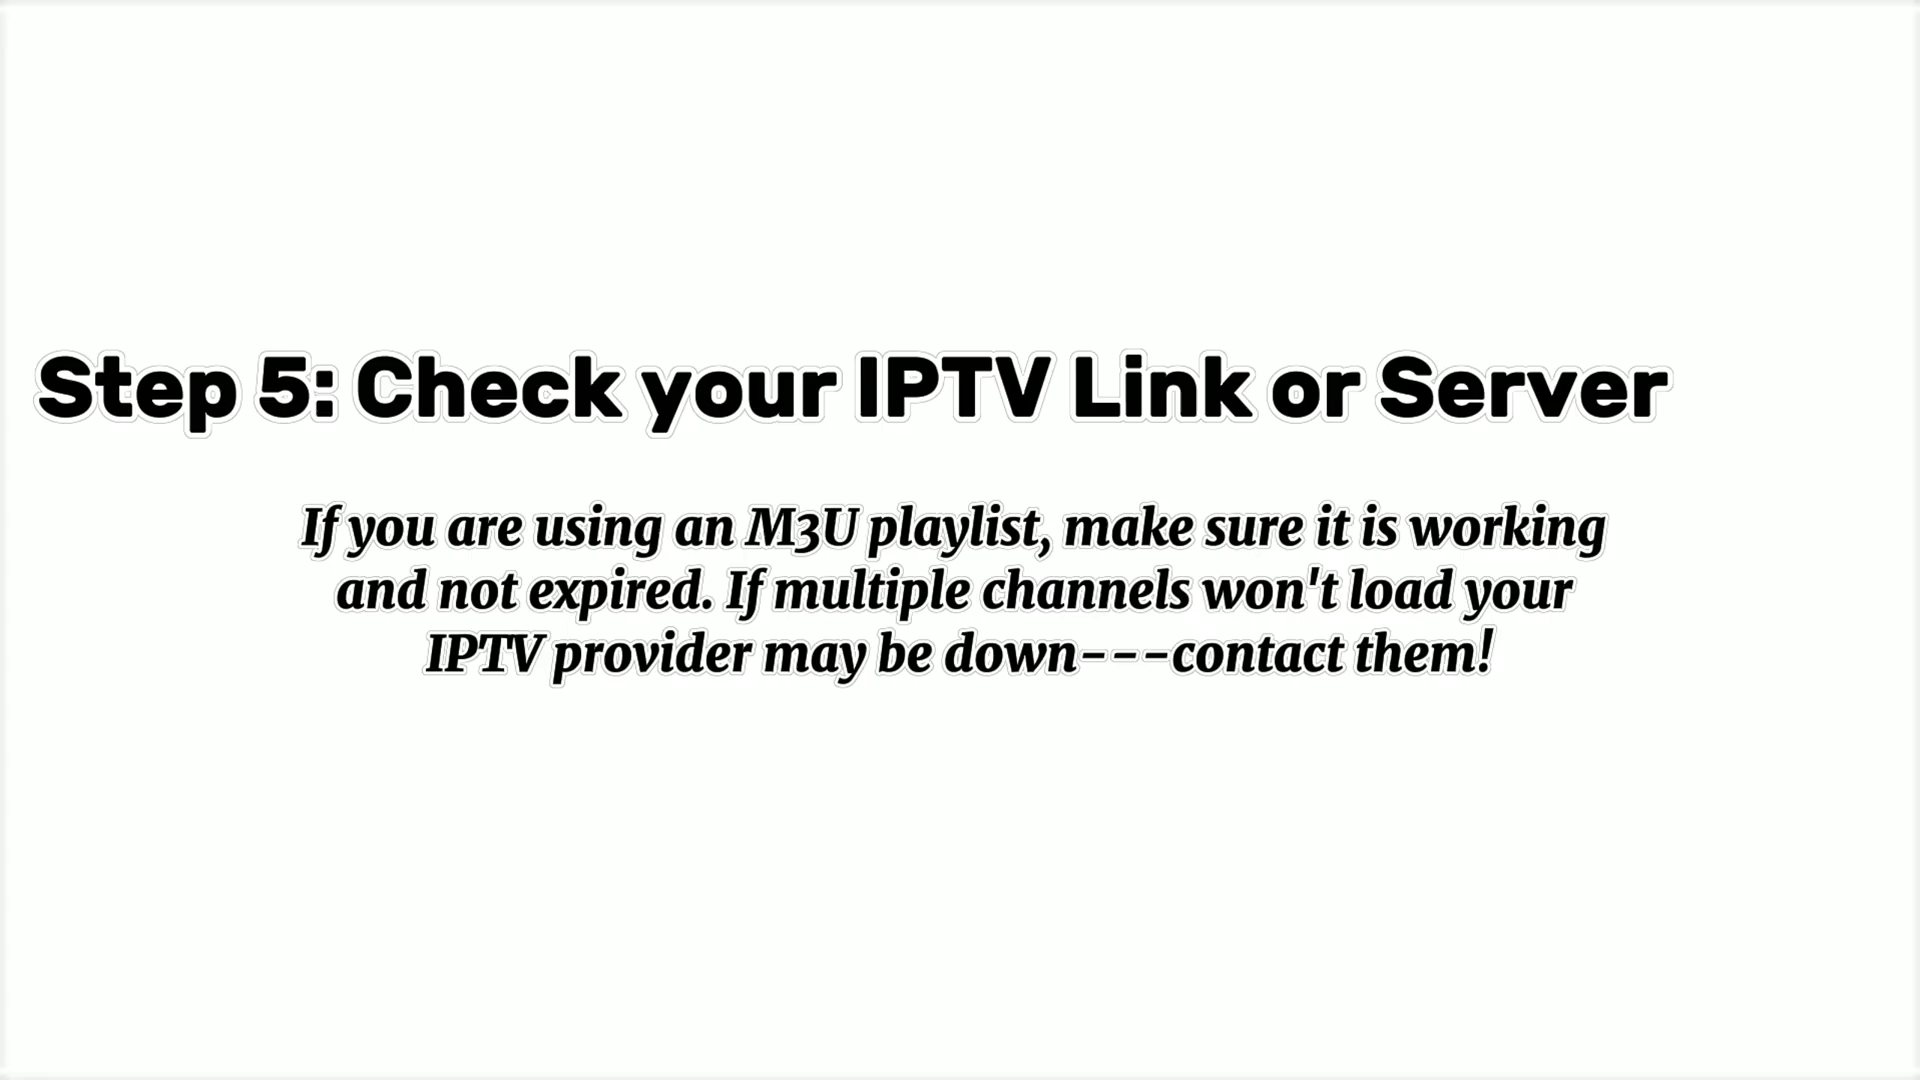 Step 5: Check your IPTV Link or Server
If you are using an M3U playlist, make sure it is working
and not expired. If multiple channels won't load your
IPTV provider may be down---contact them!